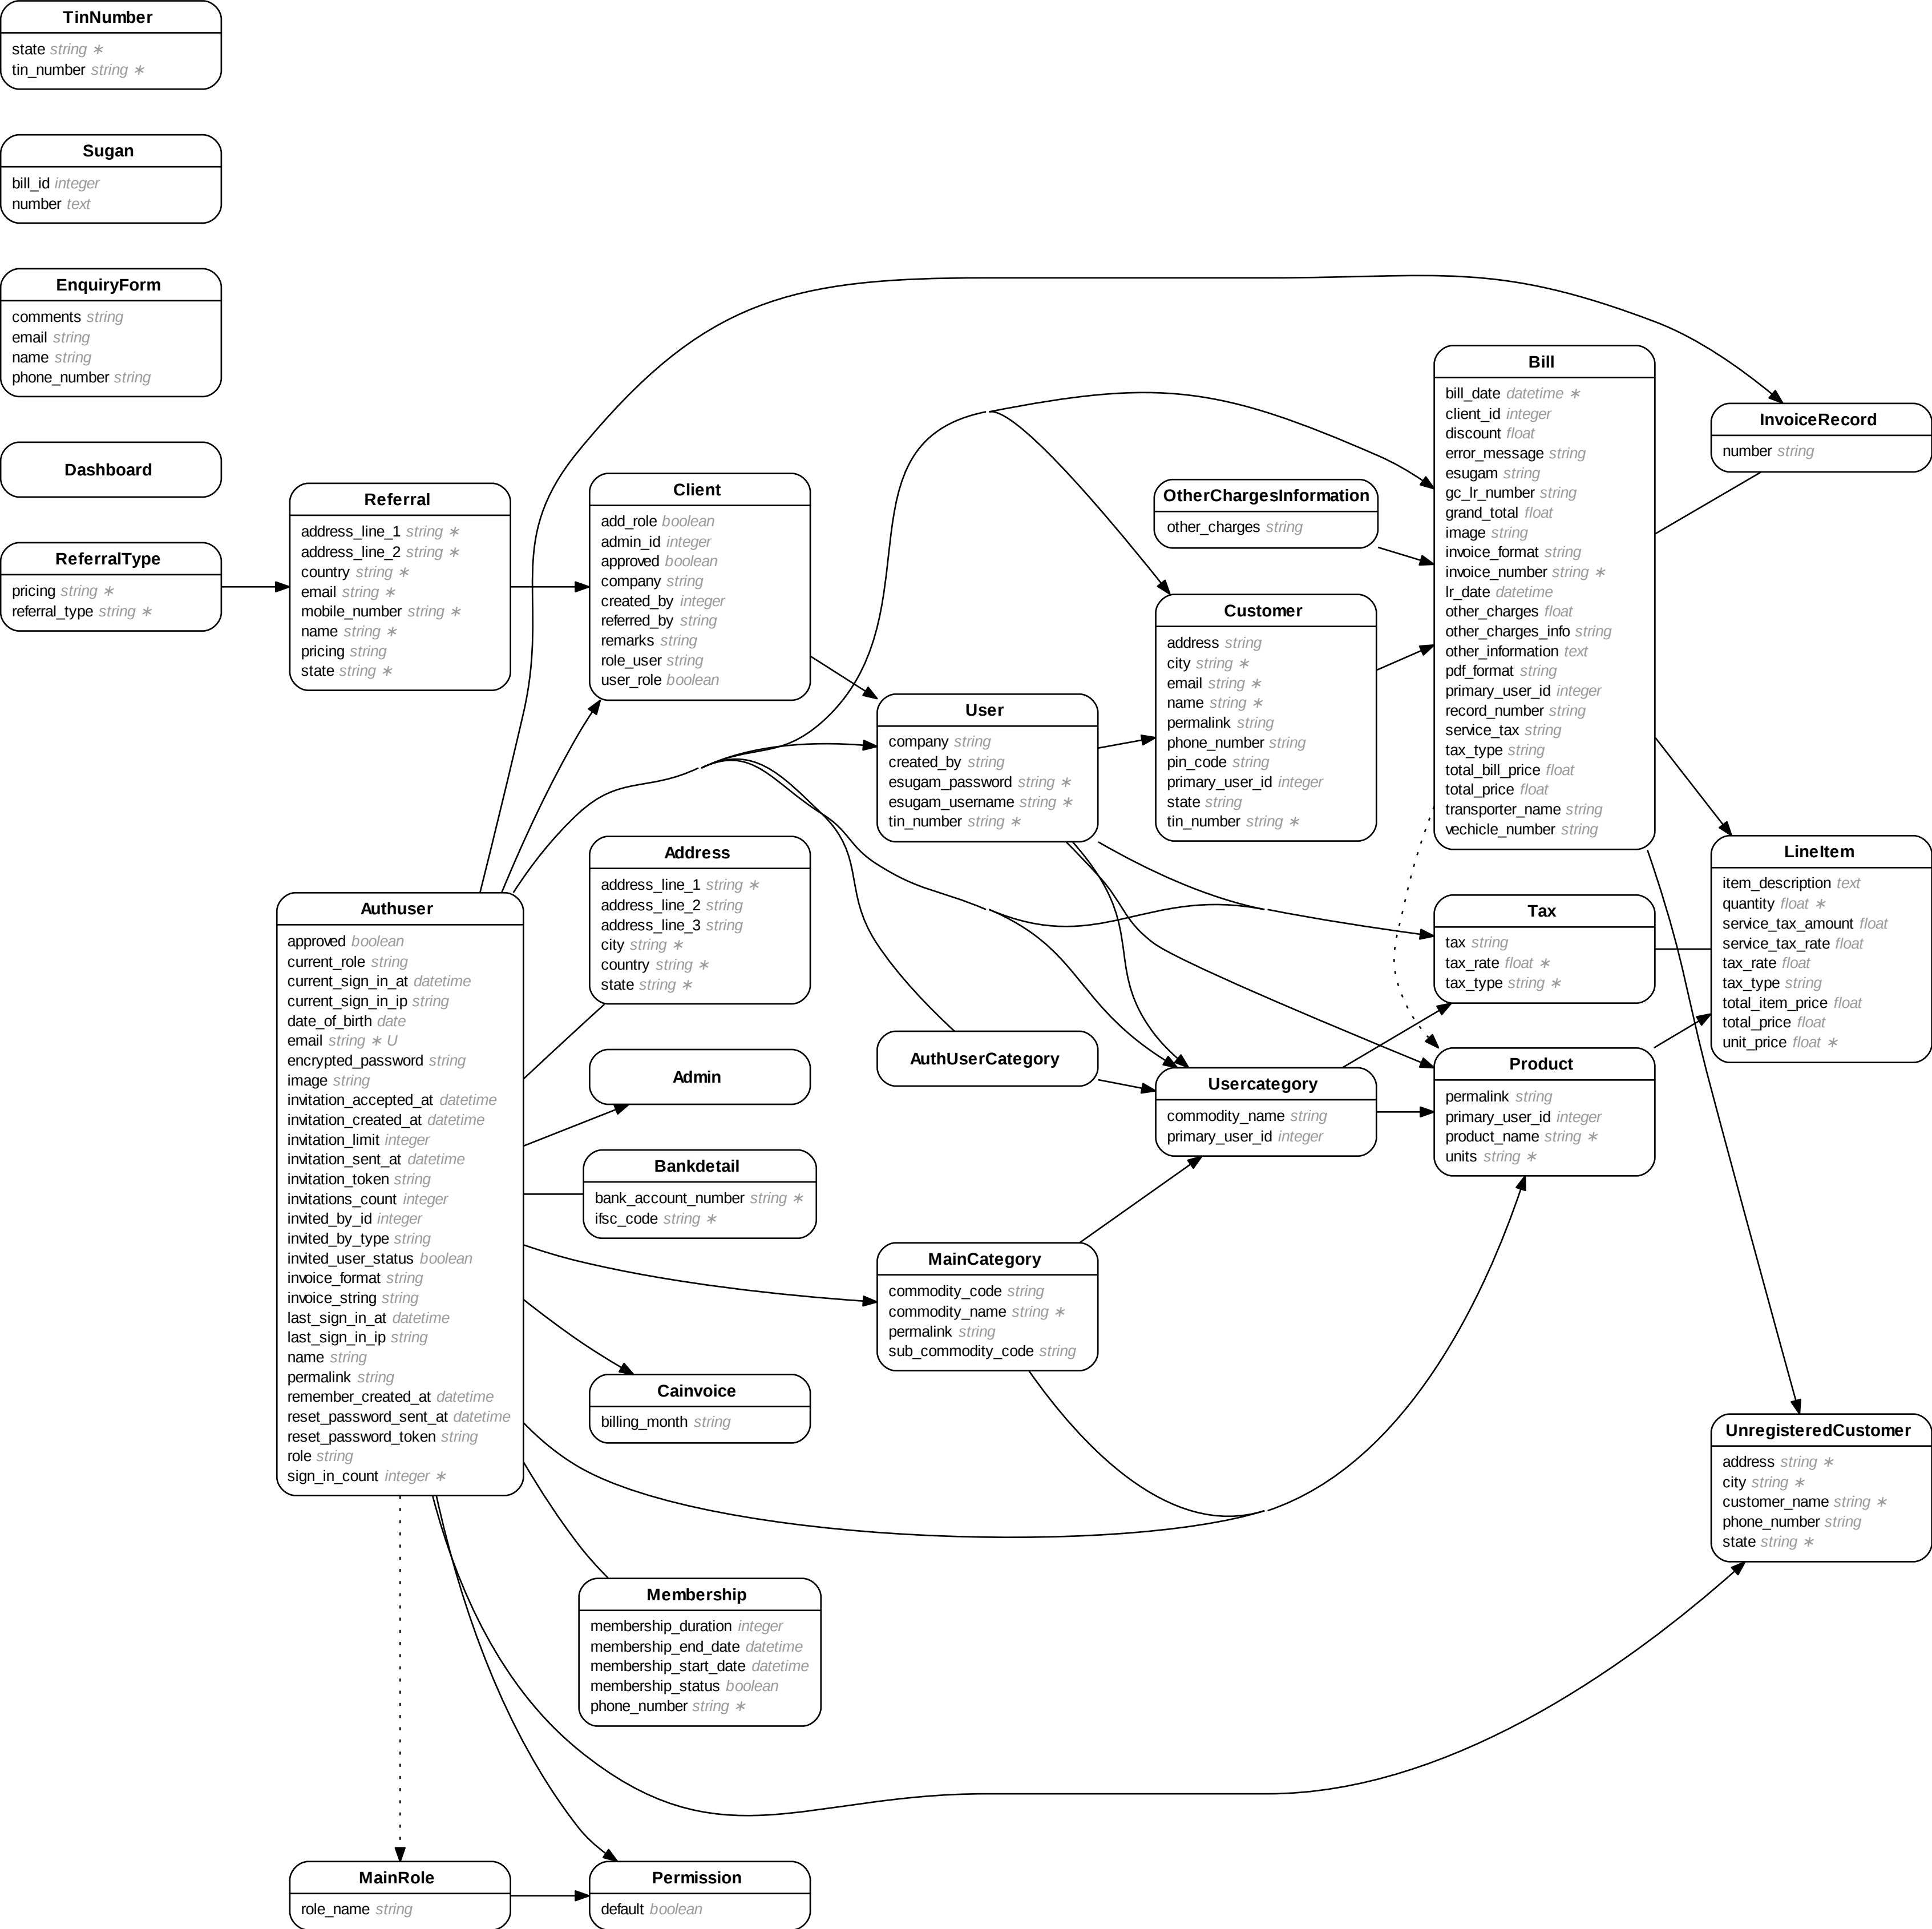 TinNumber
state string ∗
tin_number string ∗
Sugan
bill_id integer
number text
EnquiryForm
comments string
email string
name string
phone_number string
Dashboard
ReferralType
pricing string ∗
referral_type string ∗
Referral
address_line_1 string ∗
address_line_2 string ∗
country string ∗
email string ∗
mobile_number string ∗
name string ∗
pricing string
state string ∗
Client
add_role boolean
admin_id integer
approved boolean
company string
created_by integer
referred_by string
remarks string
role_user string
user_role boolean
User
company string
created_by string
esugam_password string ∗
esugam_username string ∗
tin_number string ∗
OtherChargesInformation
other_charges string
Customer
address string
city string ∗
email string ∗
name string ∗
permalink string
phone_number string
pin_code string
primary_user_id integer
state string
tin_number string ∗
Bill
bill_date datetime ∗
client_id integer
discount float
error_message string
esugam string
gc_lr_number string
grand_total float
image string
invoice_format string
invoice_number string ∗
lr_date datetime
other_charges float
other_charges_info string
other_information text
pdf_format string
primary_user_id integer
record_number string
service_tax string
tax_type string
total_bill_price float
total_price float
transporter_name string
vechicle_number string
InvoiceRecord
number string
LineItem
item_description text
quantity float ∗
service_tax_amount float
service_tax_rate float
tax_rate float
tax_type string
total_item_price float
total_price float
unit_price float ∗
Authuser
approved boolean
current_role string
current_sign_in_at datetime
current_sign_in_ip string
date_of_birth date
email string ∗ U
encrypted_password string
image string
invitation_accepted_at datetime
invitation_created_at datetime
invitation_limit integer
invitation_sent_at datetime
invitation_token string
invitations_count integer
invited_by_id integer
invited_by_type string
invited_user_status boolean
invoice_format string
invoice_string string
last_sign_in_at datetime
last_sign_in_ip string
name string
permalink string
remember_created_at datetime
reset_password_sent_at datetime
reset_password_token string
role string
sign_in_count integer ∗
Address
address_line_1 string ∗
address_line_2 string
address_line_3 string
city string ∗
country string ∗
state string ∗
Admin
Bankdetail
bank_account_number string ∗
ifsc_code string ∗
AuthUserCategory
Usercategory
commodity_name string
primary_user_id integer
Tax
tax string
tax_rate float ∗
tax_type string ∗
Product
permalink string
primary_user_id integer
product_name string ∗
units string ∗
MainCategory
commodity_code string
commodity_name string ∗
permalink string
sub_commodity_code string
Cainvoice
billing_month string
Membership
membership_duration integer
membership_end_date datetime
membership_start_date datetime
membership_status boolean
phone_number string ∗
UnregisteredCustomer
address string ∗
city string ∗
customer_name string ∗
phone_number string
state string ∗
MainRole
role_name string
Permission
default boolean